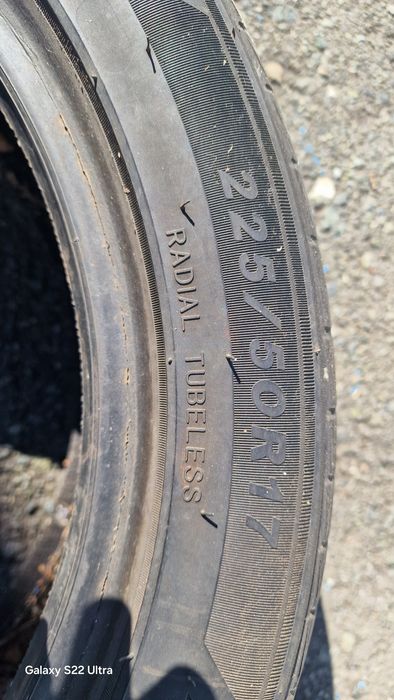 225/50R17
RADIAL TUBELESS
Galaxy S22 Ultra